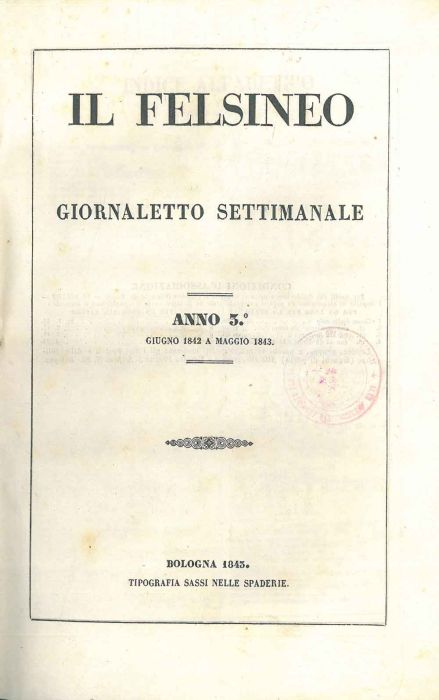 IL FELSINEO
GIORNALETTO SETTIMANALE
ANNO 3.º
GIUGNO 1842 A MAGGIO 1843.
BOLOGNA 1843.
TIPOGRAFIA SASSI NELLE SPADERIE.